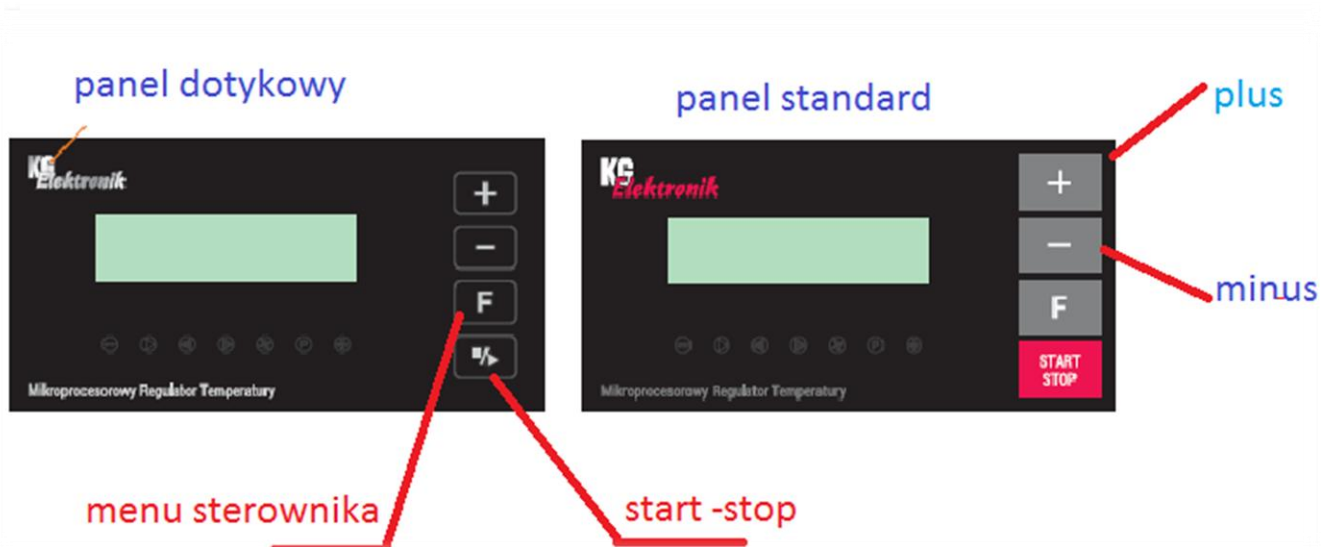 panel dotykowy
panel standard
plus
KG
Elektronik
+
-
F
■/▶
Mikroprocesorowy Regulator Temperatury
KG
Elektronik
+
-
F
START
STOP
Mikroprocesorowy Regulator Temperatury
minus
menu sterownika
start -stop